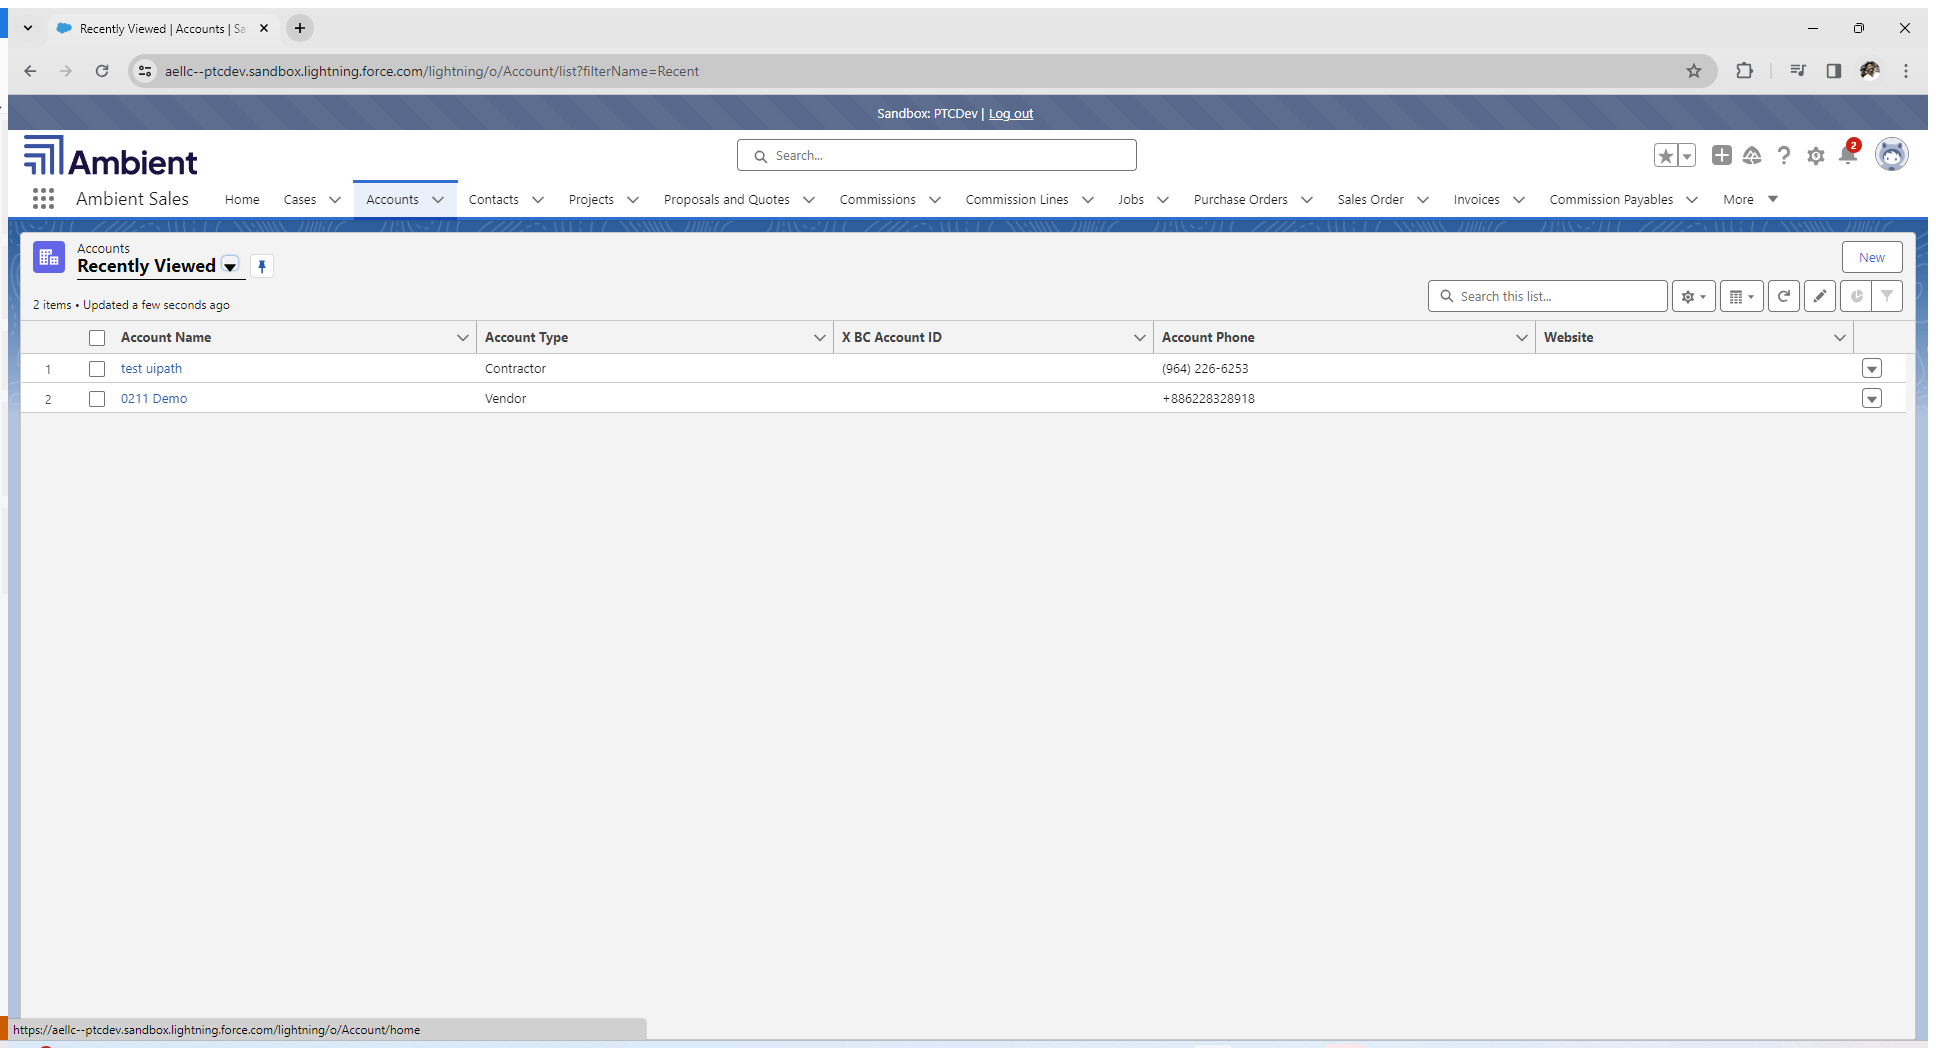 Recently Viewed | Accounts | Sa
aellc--ptcdev.sandbox.lightning.force.com/lightning/o/Account/list?filterName=Recent
Sandbox: PTCDev | Log out
Ambient
Search...
2
Ambient Sales Home Cases Accounts Contacts Projects Proposals and Quotes Commissions Commission Lines Jobs Purchase Orders Sales Order Invoices Commission Payables More
Accounts
Recently Viewed
New
2 items • Updated a few seconds ago
Search this list...
Account Name Account Type X BC Account ID Account Phone Website
1 test uipath Contractor (964) 226-6253
2 0211 Demo Vendor +886228328918
https://aellc--ptcdev.sandbox.lightning.force.com/lightning/o/Account/home